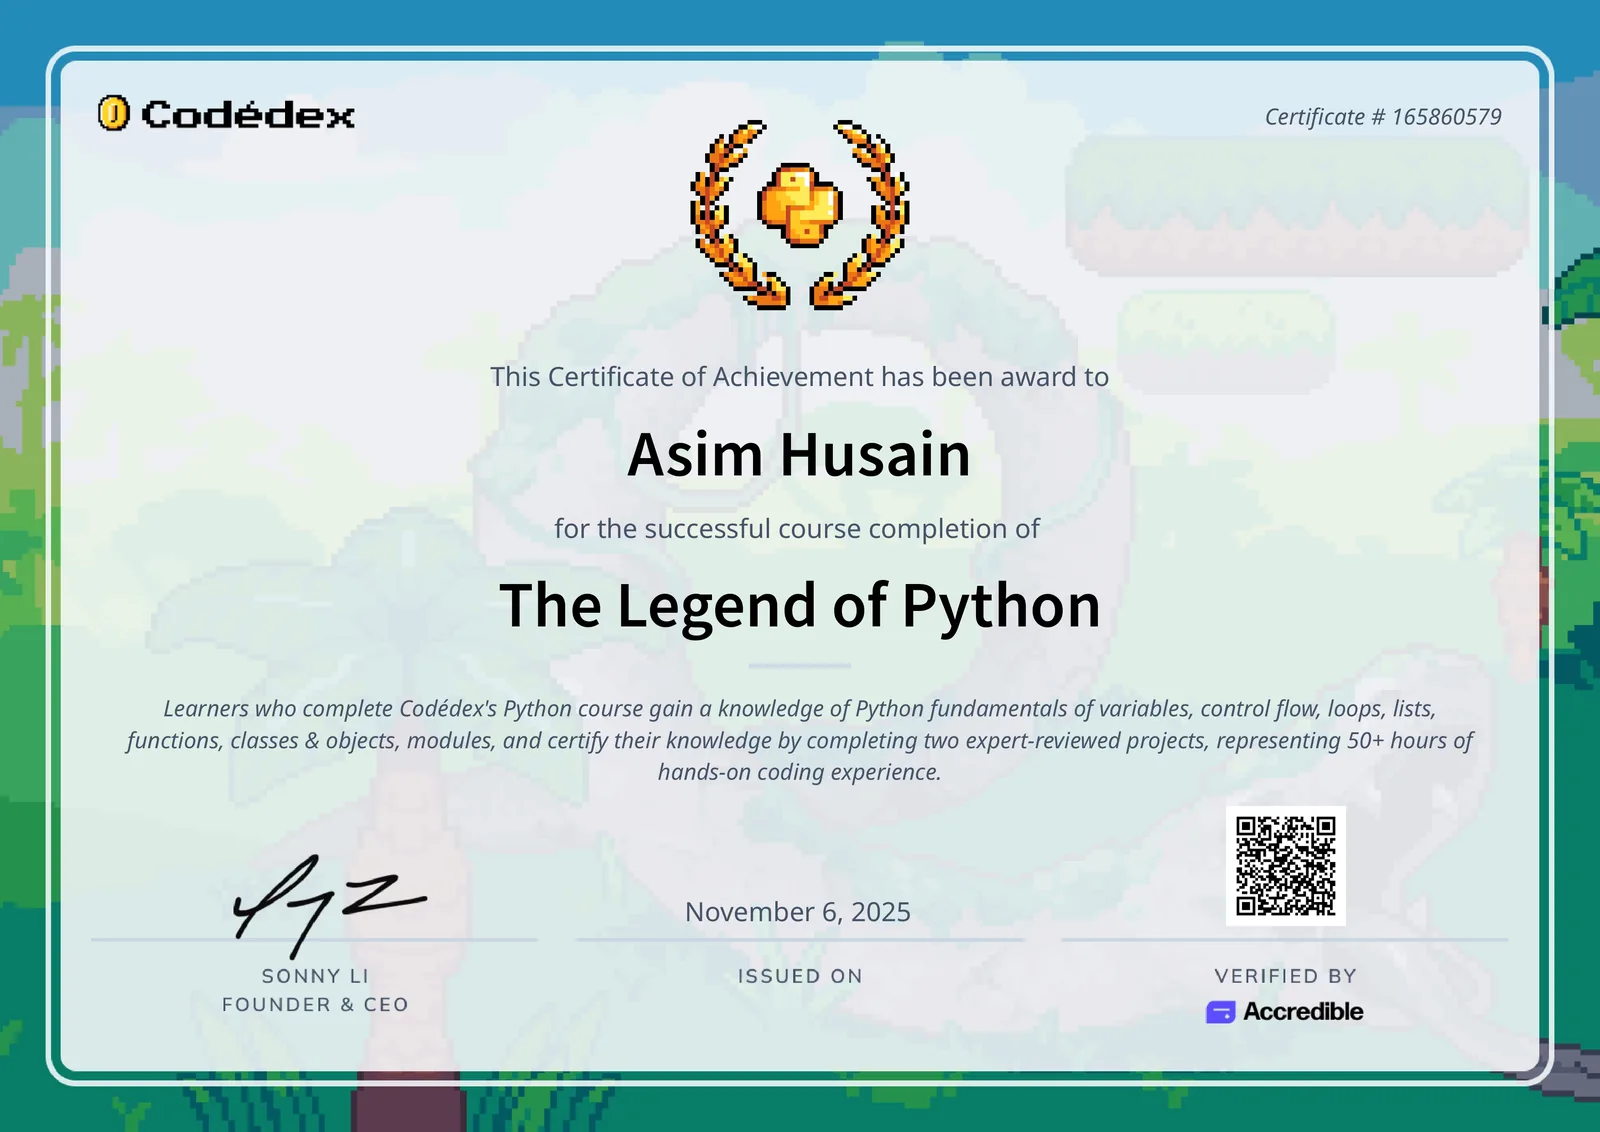 Codédex
Certificate # 165860579
This Certificate of Achievement has been award to
Asim Husain
for the successful course completion of
The Legend of Python
Learners who complete Codédex's Python course gain a knowledge of Python fundamentals of variables, control flow, loops, lists,
functions, classes & objects, modules, and certify their knowledge by completing two expert-reviewed projects, representing 50+ hours of
hands-on coding experience.
November 6, 2025
SONNY LI
FOUNDER & CEO
ISSUED ON
VERIFIED BY
Accredible